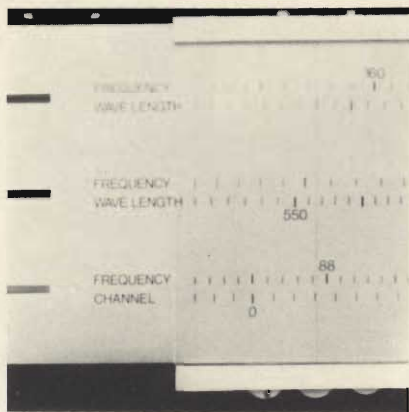 160
FREQUENCY
WAVE LENGTH
FREQUENCY
WAVE LENGTH
550
88
FREQUENCY
CHANNEL
0